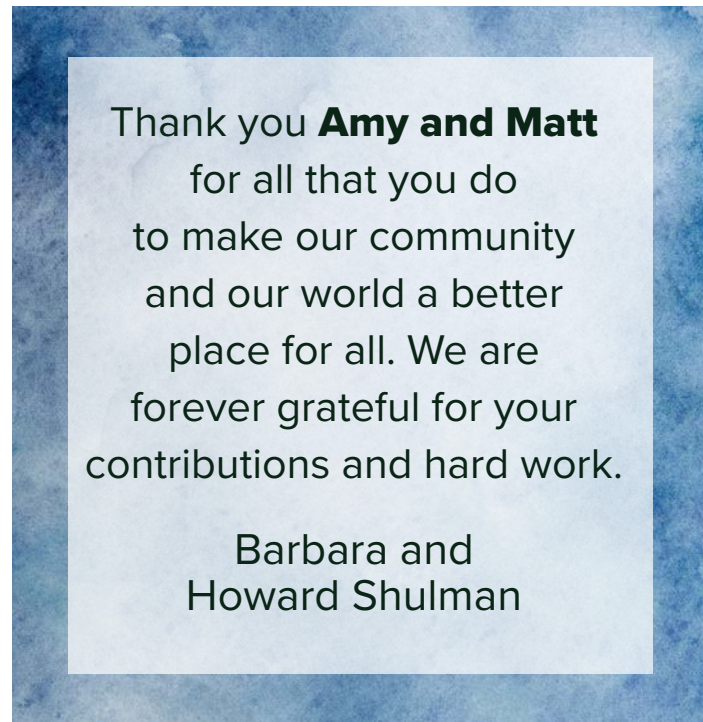 Thank you Amy and Matt
for all that you do
to make our community
and our world a better
place for all. We are
forever grateful for your
contributions and hard work.
Barbara and
Howard Shulman